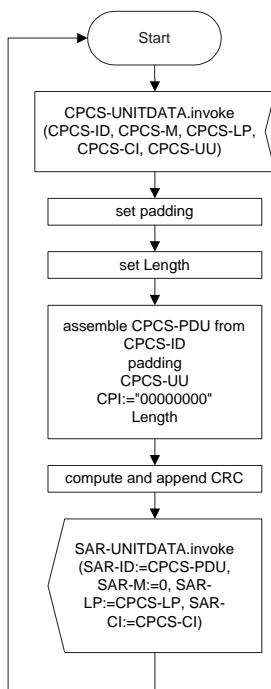 Start
CPCS-UNITDATA.invoke
(CPCS-ID, CPCS-M, CPCS-LP,
CPCS-CI, CPCS-UU)
set padding
set Length
assemble CPCS-PDU from
CPCS-ID
padding
CPCS-UU
CPI:="00000000"
Length
compute and append CRC
SAR-UNITDATA.invoke
(SAR-ID:=CPCS-PDU,
SAR-M:=0, SAR-
LP:=CPCS-LP, SAR-
CI:=CPCS-CI)